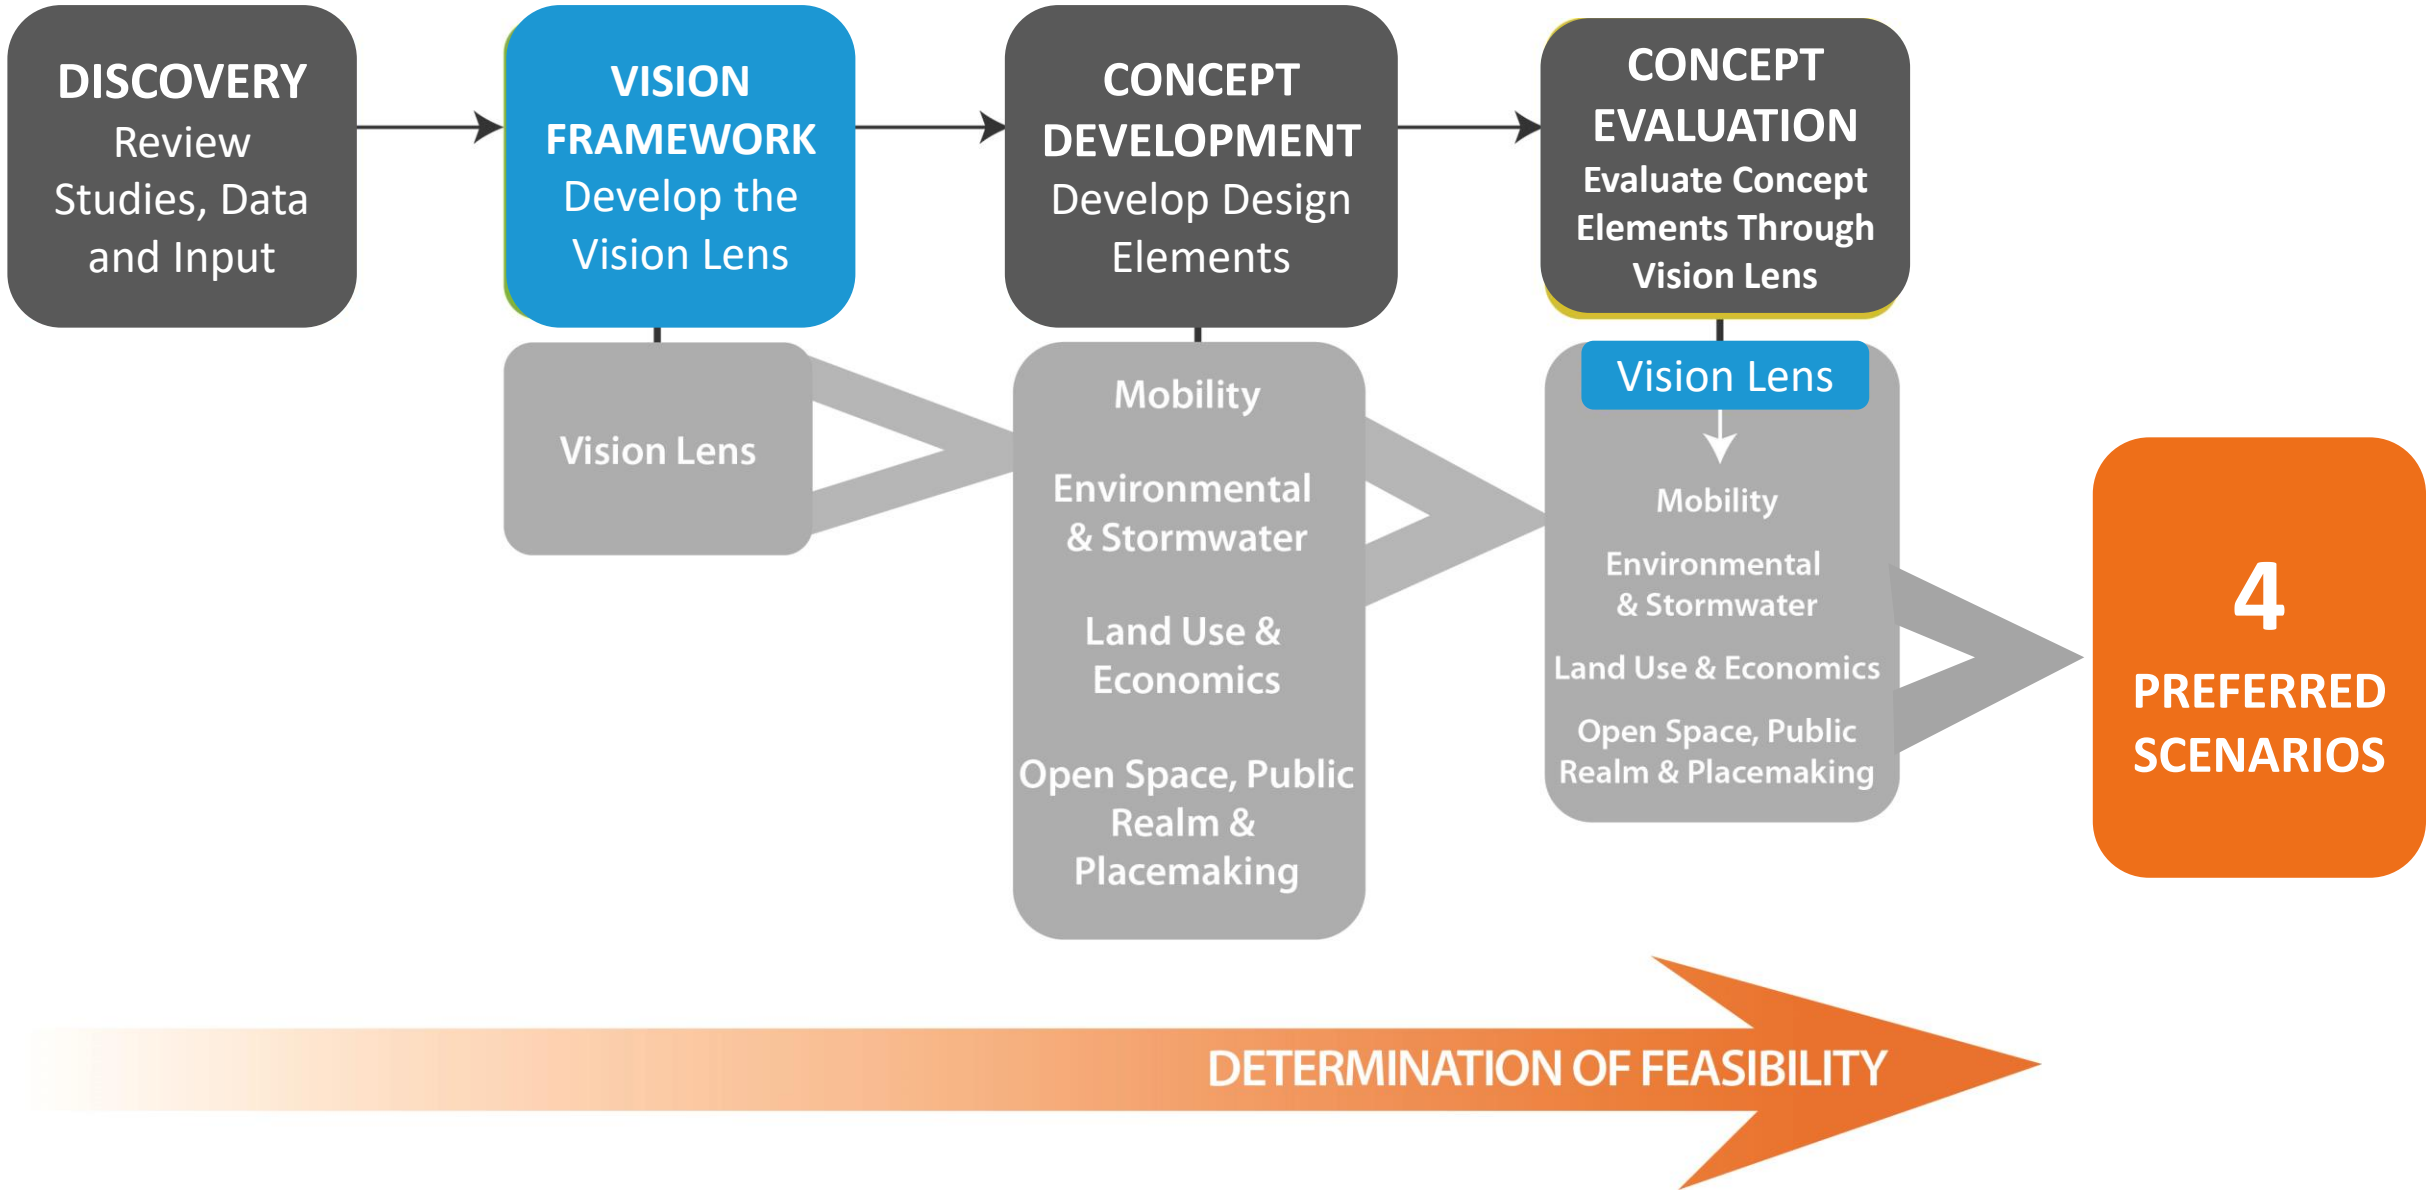 DISCOVERY
Review
Studies, Data
and Input
VISION
FRAMEWORK
Develop the
Vision Lens
CONCEPT
DEVELOPMENT
Develop Design
Elements
CONCEPT
EVALUATION
Evaluate Concept
Elements Through
Vision Lens
Vision Lens
Mobility
Environmental
& Stormwater
Land Use &
Economics
Open Space, Public
Realm &
Placemaking
Vision Lens
Mobility
Environmental
& Stormwater
Land Use & Economics
Open Space, Public
Realm & Placemaking
4
PREFERRED
SCENARIOS
DETERMINATION OF FEASIBILITY